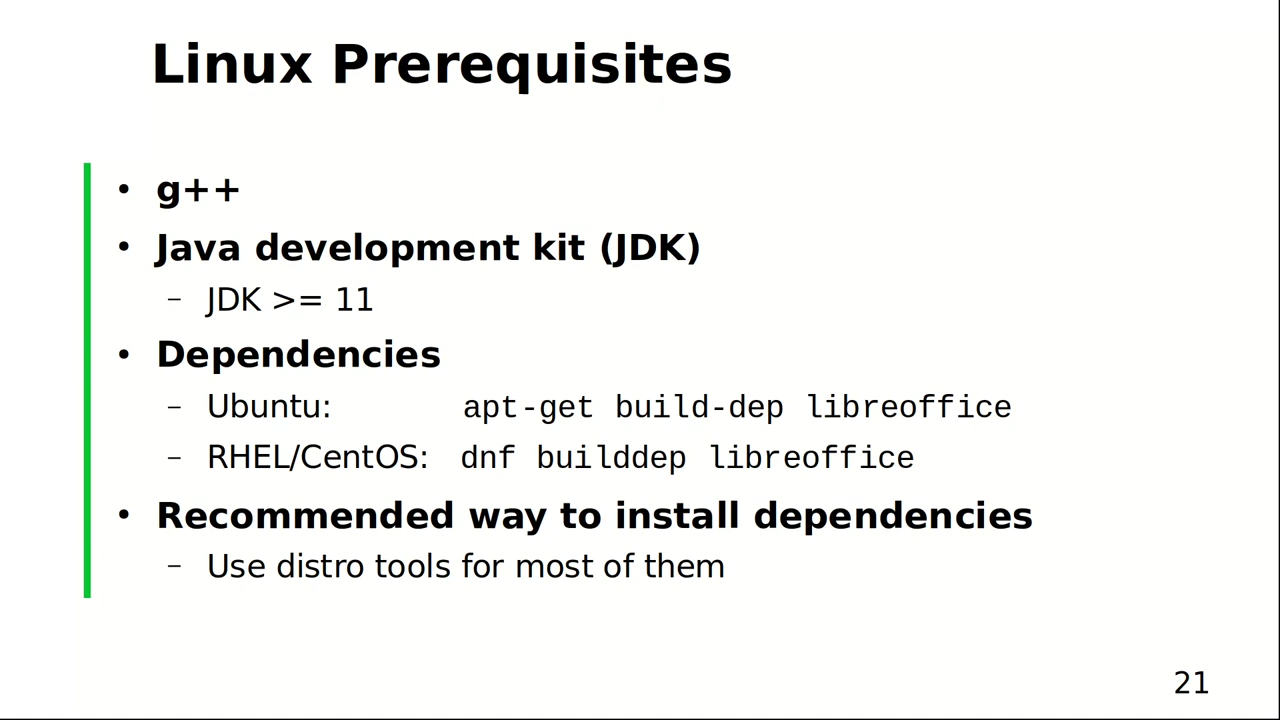 Linux Prerequisites
• g++
• Java development kit (JDK)
– JDK >= 11
• Dependencies
– Ubuntu: apt-get build-dep libreoffice
– RHEL/CentOS: dnf builddep libreoffice
• Recommended way to install dependencies
– Use distro tools for most of them
21